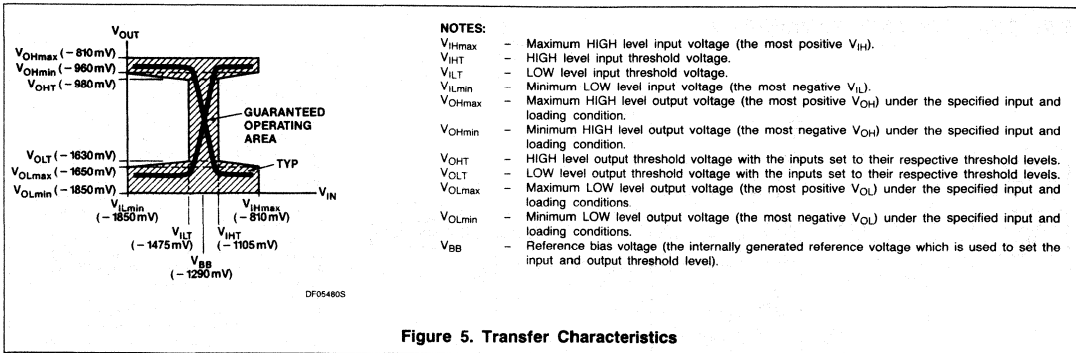 VOUT
VOHmax (−810mV)
VOHmin (−960mV)
VOHT (−980mV)
GUARANTEED
OPERATING
AREA
VOLT (−1630mV)
TYP
VOLmax (−1650mV)
VOLmin (−1850mV)
VIN
VILmin
(−1850mV)
VIHmax
(−810mV)
VILT
(−1475mV)
VIHT
(−1105mV)
VBB
(−1290mV)
DF05480S
NOTES:
VIHmax – Maximum HIGH level input voltage (the most positive VIH).
VIHT – HIGH level input threshold voltage.
VILT – LOW level input threshold voltage.
VILmin – Minimum LOW level input voltage (the most negative VIL).
VOHmax – Maximum HIGH level output voltage (the most positive VOH) under the specified input and
loading condition.
VOHmin – Minimum HIGH level output voltage (the most negative VOH) under the specified input and
loading condition.
VOHT – HIGH level output threshold voltage with the inputs set to their respective threshold levels.
VOLT – LOW level output threshold voltage with the inputs set to their respective threshold levels.
VOLmax – Maximum LOW level output voltage (the most positive VOL) under the specified input and
loading conditions.
VOLmin – Minimum LOW level output voltage (the most negative VOL) under the specified input and
loading conditions.
VBB – Reference bias voltage (the internally generated reference voltage which is used to set the
input and output threshold level).
Figure 5. Transfer Characteristics